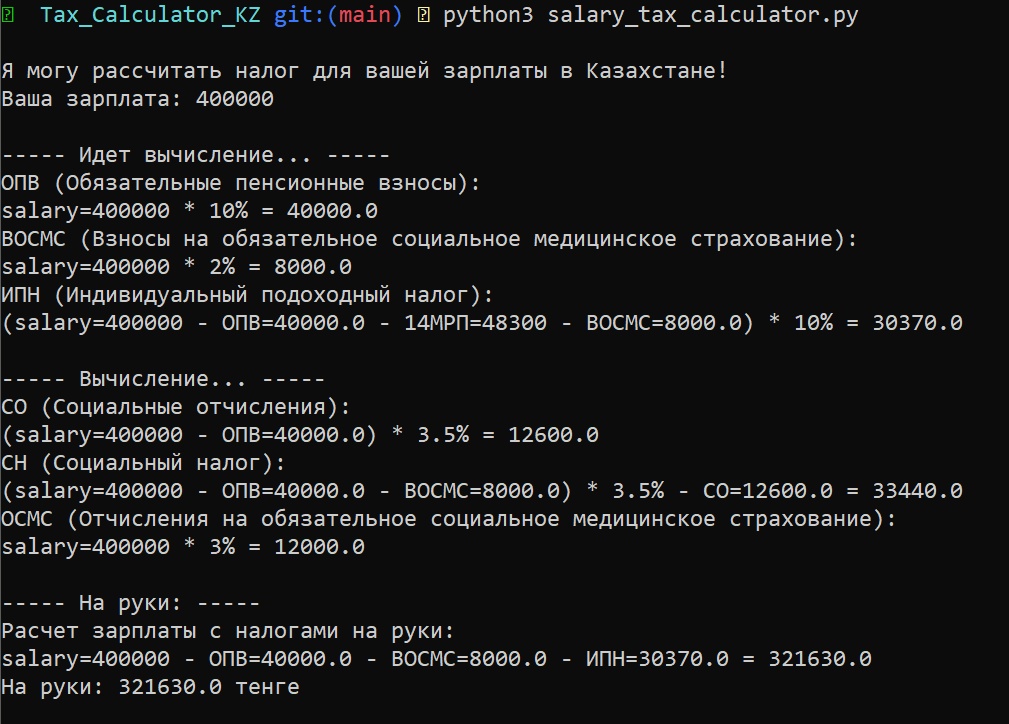 Tax_Calculator_KZ git:(main) python3 salary_tax_calculator.py
Я могу рассчитать налог для вашей зарплаты в Казахстане!
Ваша зарплата: 400000
----- Идет вычисление... -----
ОПВ (Обязательные пенсионные взносы):
salary=400000 * 10% = 40000.0
ВОСМС (Взносы на обязательное социальное медицинское страхование):
salary=400000 * 2% = 8000.0
ИПН (Индивидуальный подоходный налог):
(salary=400000 - ОПВ=40000.0 - 14МРП=48300 - ВОСМС=8000.0) * 10% = 30370.0
----- Вычисление... -----
СО (Социальные отчисления):
(salary=400000 - ОПВ=40000.0) * 3.5% = 12600.0
СН (Социальный налог):
(salary=400000 - ОПВ=40000.0 - ВОСМС=8000.0) * 3.5% - СО=12600.0 = 33440.0
ОСМС (Отчисления на обязательное социальное медицинское страхование):
salary=400000 * 3% = 12000.0
----- На руки: -----
Расчет зарплаты с налогами на руки:
salary=400000 - ОПВ=40000.0 - ВОСМС=8000.0 - ИПН=30370.0 = 321630.0
На руки: 321630.0 тенге